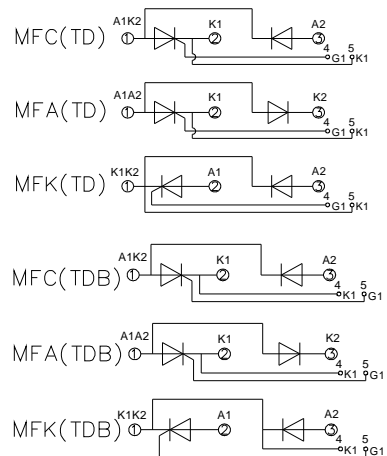 MFC(TD) A1K2 1 K1 2 A2 3 4 G1 5 K1
MFA(TD) A1A2 1 K1 2 K2 3 4 G1 5 K1
MFK(TD) K1K2 1 A1 2 A2 3 4 G1 5 K1
MFC(TDB) A1K2 1 K1 2 A2 3 4 K1 5 G1
MFA(TDB) A1A2 1 K1 2 K2 3 4 K1 5 G1
MFK(TDB) K1K2 1 A1 2 A2 3 4 K1 5 G1